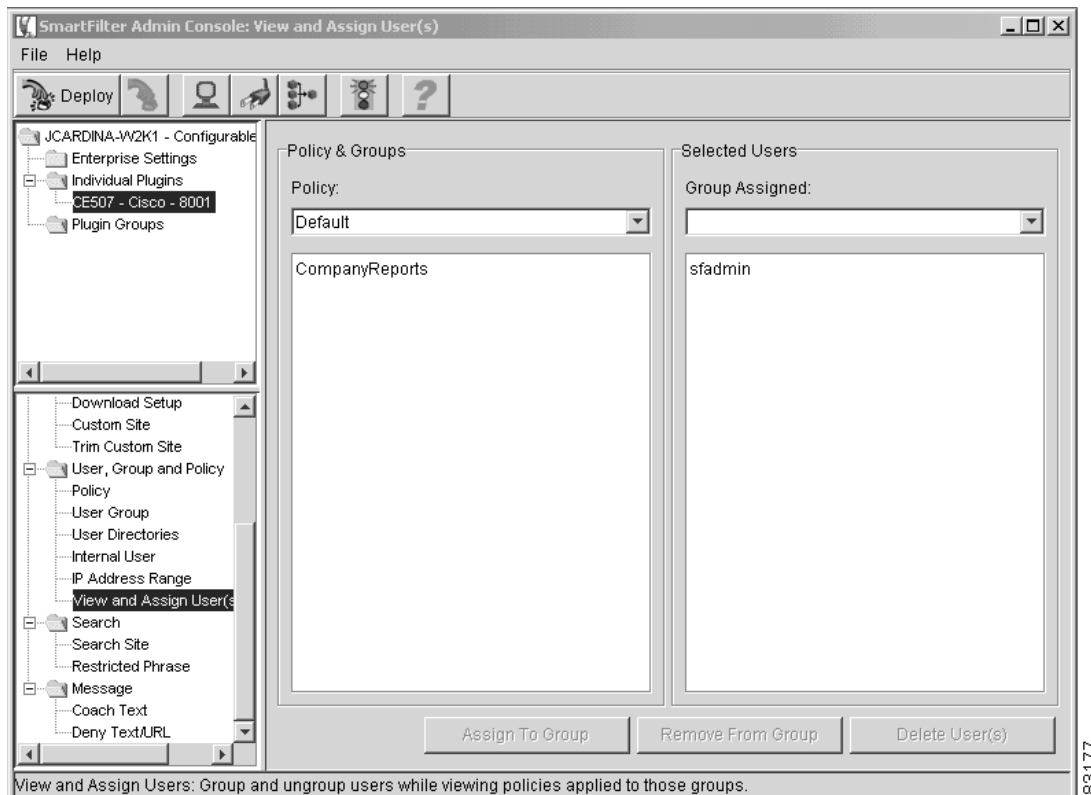 SmartFilter Admin Console: View and Assign User(s)
File Help
Deploy
JCARDINA-W2K1 - Configurable
Enterprise Settings
Individual Plugins
CE507 - Cisco - 8001
Plugin Groups
Download Setup
Custom Site
Trim Custom Site
User, Group and Policy
Policy
User Group
User Directories
Internal User
IP Address Range
View and Assign User(s
Search
Search Site
Restricted Phrase
Message
Coach Text
Deny Text/URL
Policy & Groups
Policy:
Default
CompanyReports
Selected Users
Group Assigned:
sfadmin
Assign To Group
Remove From Group
Delete User(s)
View and Assign Users: Group and ungroup users while viewing policies applied to those groups.
83177